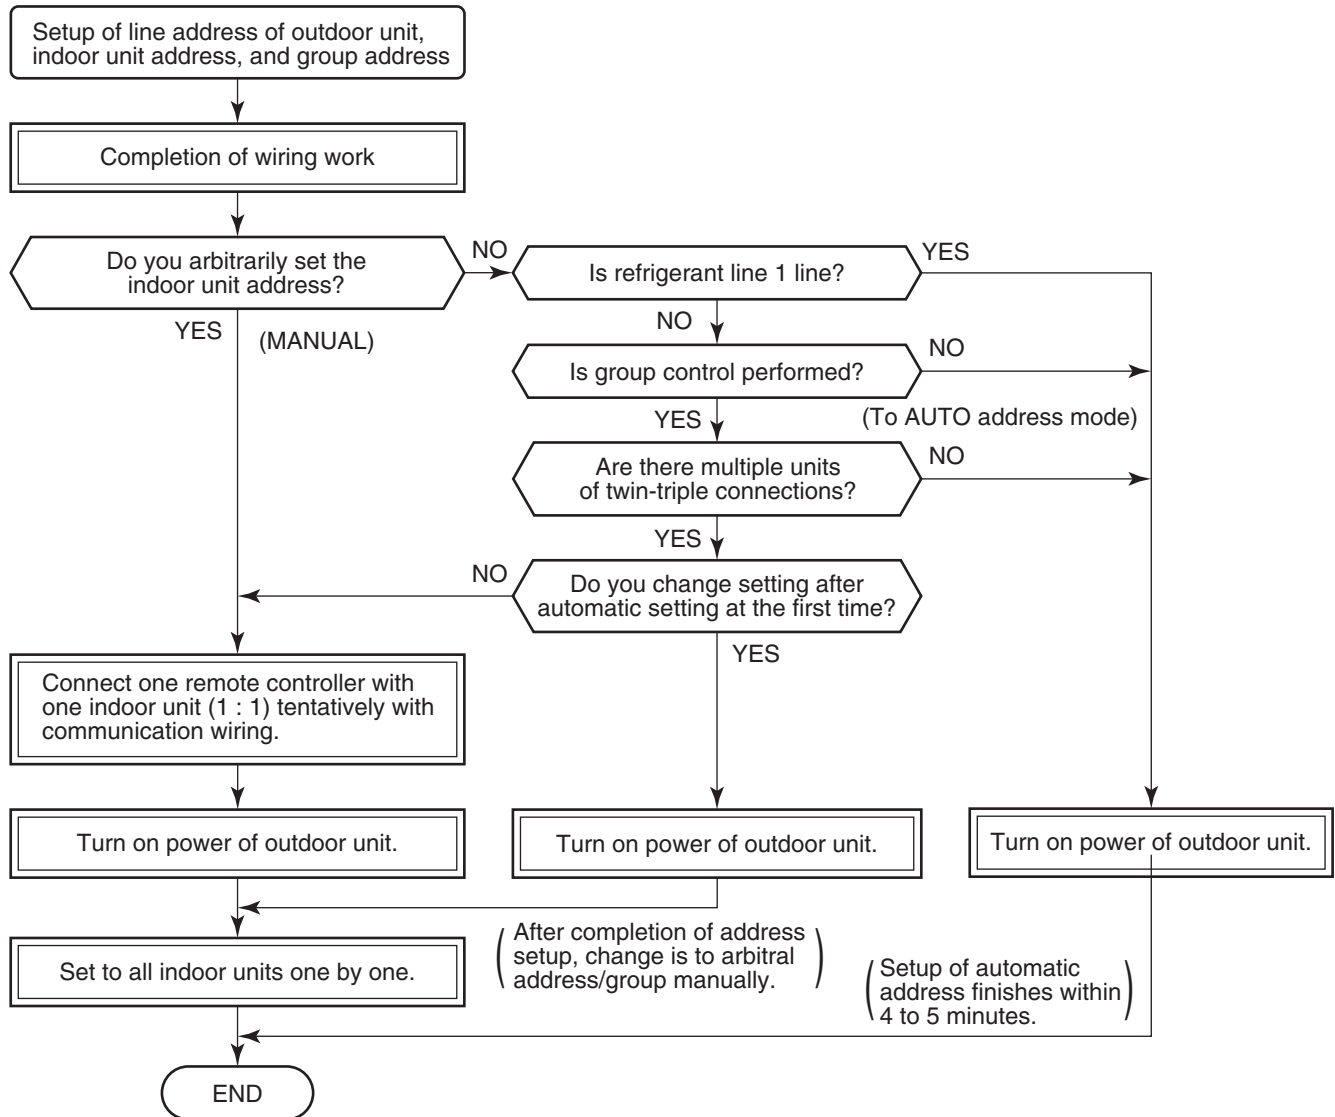 Setup of line address of outdoor unit,
indoor unit address, and group address
Completion of wiring work
Do you arbitrarily set the
indoor unit address?
NO
Is refrigerant line 1 line?
YES
YES
(MANUAL)
NO
Is group control performed?
NO
YES
(To AUTO address mode)
Are there multiple units
of twin-triple connections?
NO
YES
NO
Do you change setting after
automatic setting at the first time?
YES
Connect one remote controller with
one indoor unit (1 : 1) tentatively with
communication wiring.
Turn on power of outdoor unit.
Turn on power of outdoor unit.
Turn on power of outdoor unit.
(After completion of address
setup, change is to arbitral
address/group manually.)
Set to all indoor units one by one.
(Setup of automatic
address finishes within
4 to 5 minutes.)
END